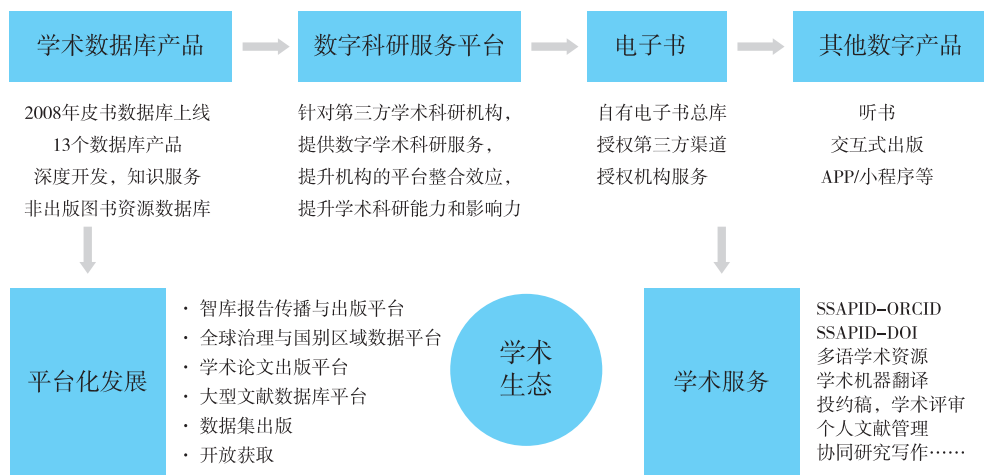 学术数据库产品
数字科研服务平台
电子书
其他数字产品
2008年皮书数据库上线
13个数据库产品
深度开发，知识服务
非出版图书资源数据库
针对第三方学术科研机构，
提供数字学术科研服务，
提升机构的平台整合效应，
提升学术科研能力和影响力
自有电子书总库
授权第三方渠道
授权机构服务
听书
交互式出版
APP/小程序等
平台化发展
· 智库报告传播与出版平台
· 全球治理与国别区域数据平台
· 学术论文出版平台
· 大型文献数据库平台
· 数据集出版
· 开放获取
学术
生态
学术服务
SSAPID-ORCID
SSAPID-DOI
多语学术资源
学术机器翻译
投约稿，学术评审
个人文献管理
协同研究写作……